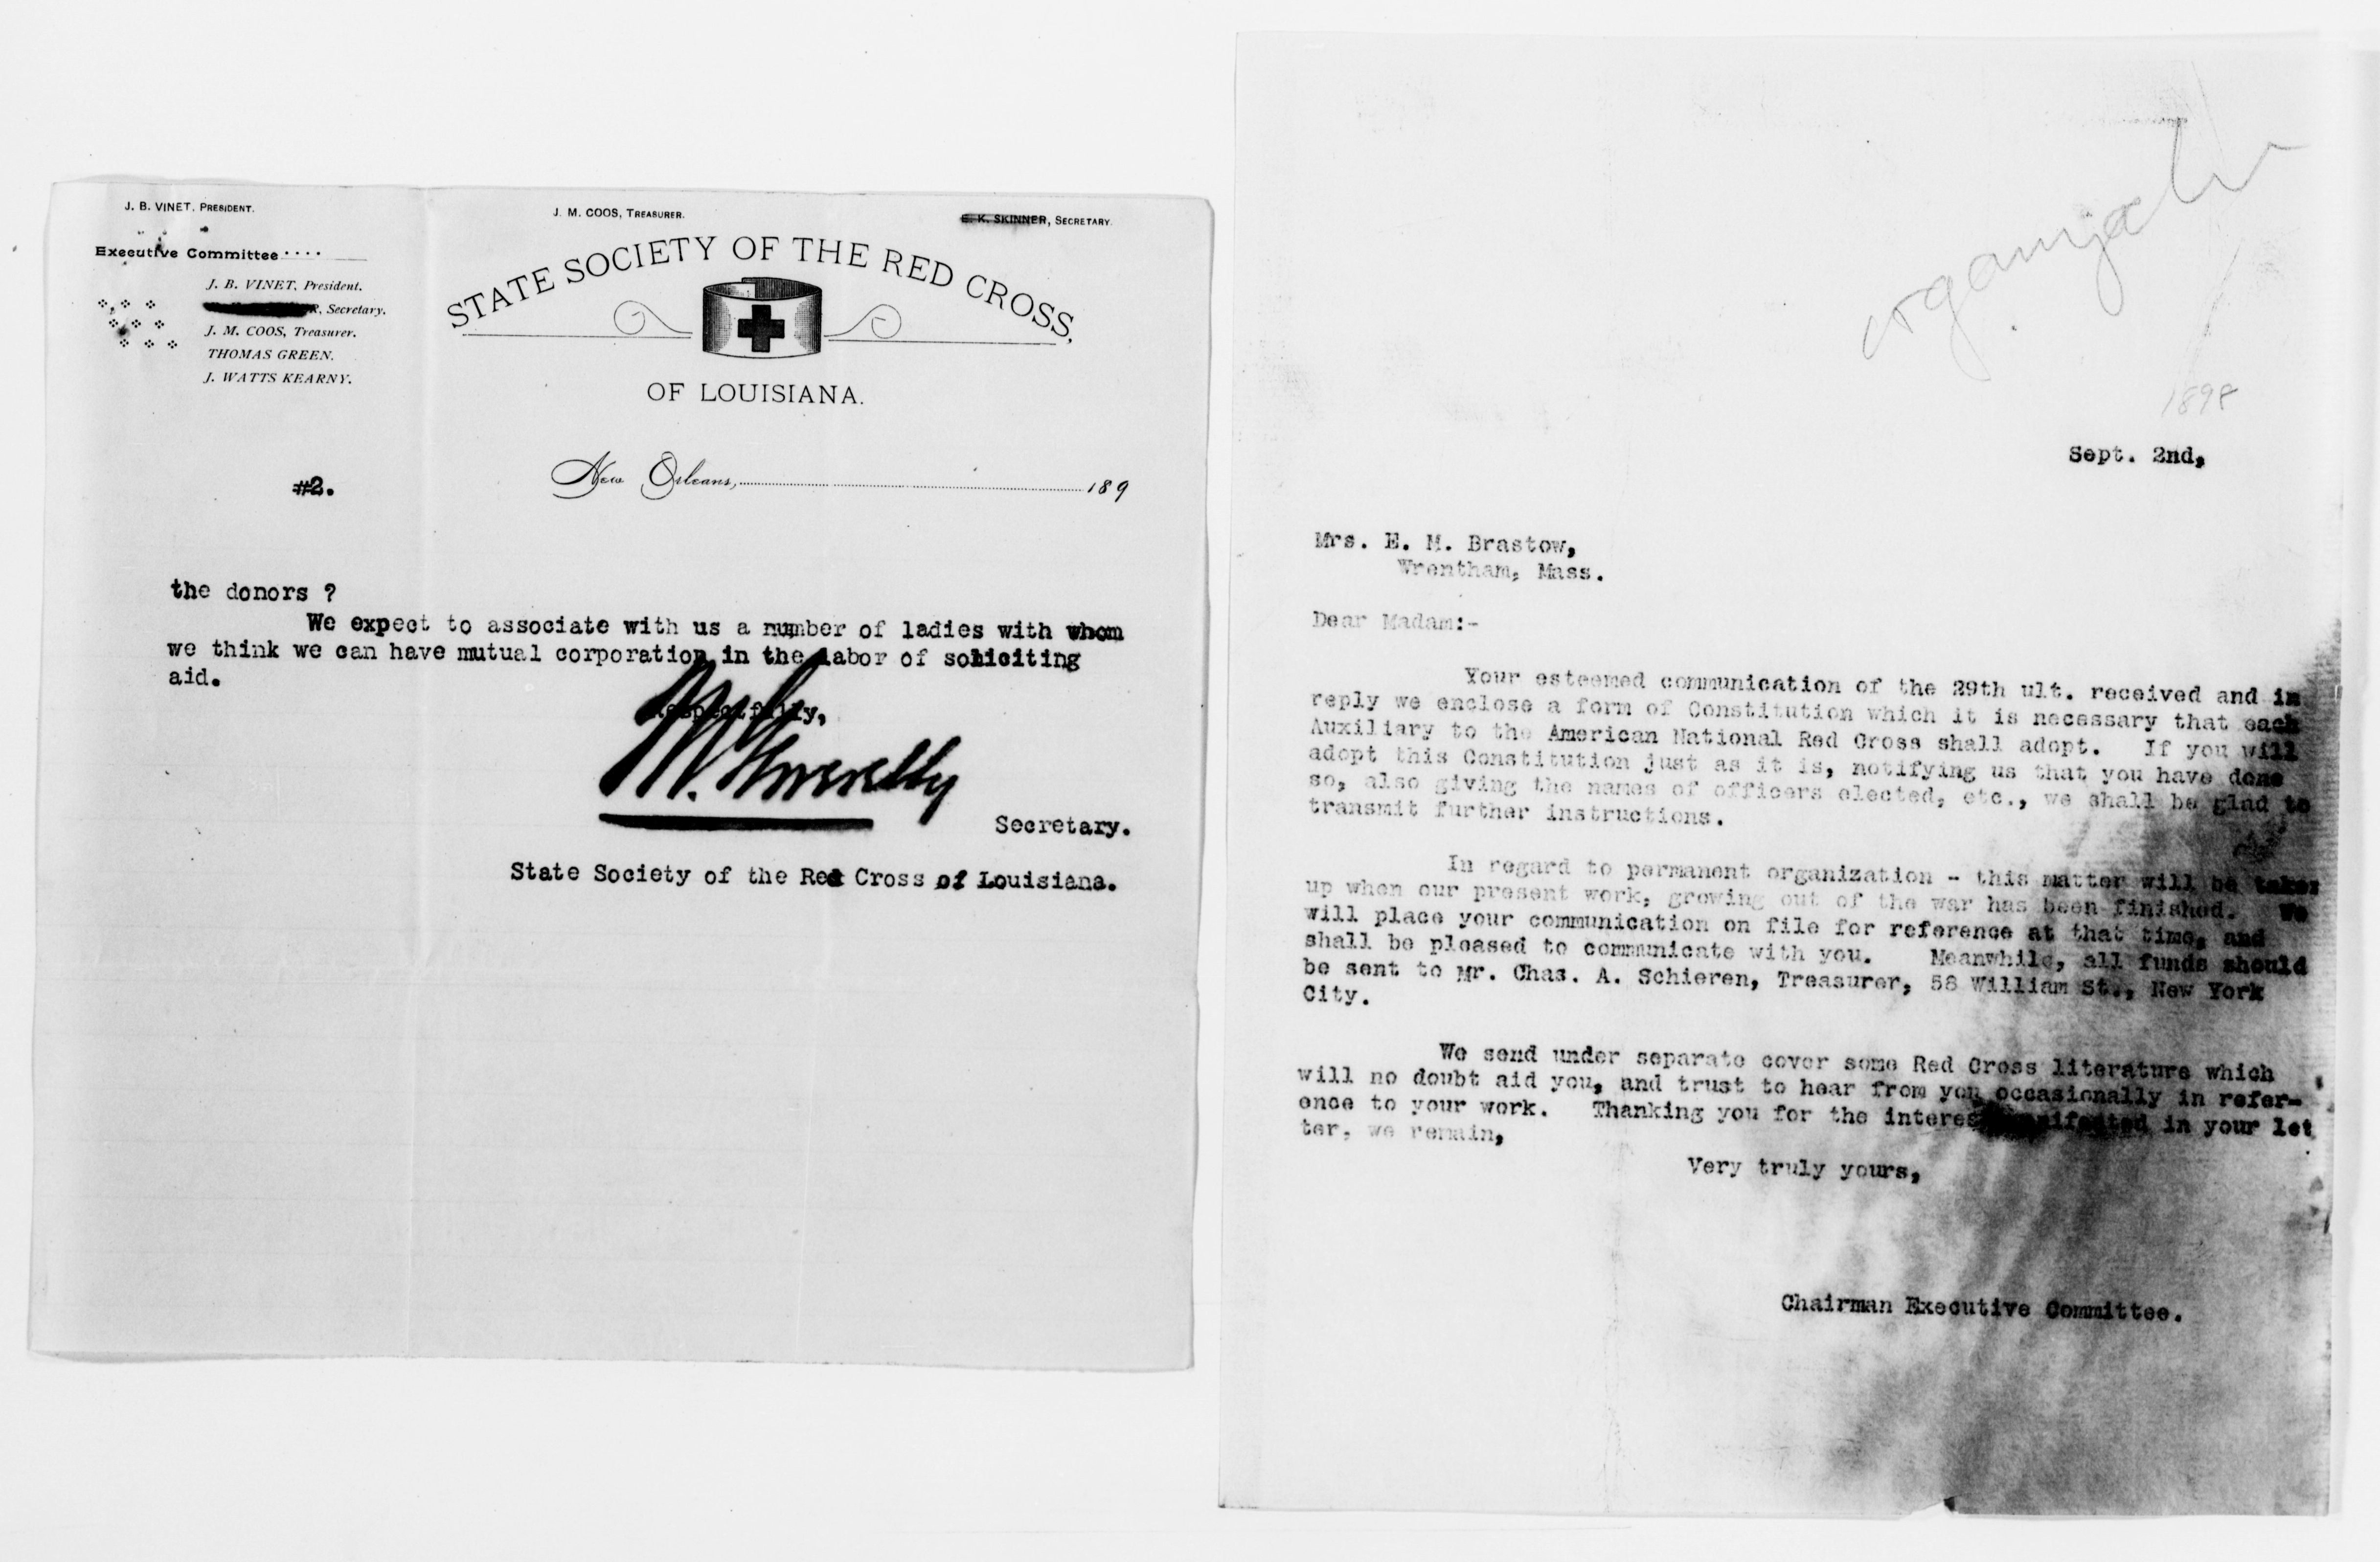 J. B. VINET, PRESIDENT.
J. M. COOS, TREASURER.
E. K. SKINNER, SECRETARY.
Executive Committee ....
J. B. VINET, President.
R, Secretary.
J. M. COOS, Treasurer.
THOMAS GREEN.
J. WATTS KEARNY.
STATE SOCIETY OF THE RED CROSS,
OF LOUISIANA.
#2.
New Orleans, 189
the donors ?
We expect to associate with us a number of ladies with whom
we think we can have mutual corporation in the labor of soliciting
aid.
Respectfully,
Secretary.
State Society of the Red Cross of Louisiana.
1898
Sept. 2nd,
Mrs. E. M. Brastow,
Wrentham, Mass.
Dear Madam:-
Your esteemed communication of the 29th ult. received and in
reply we enclose a form of Constitution which it is necessary that each
Auxiliary to the American National Red Cross shall adopt. If you will
adopt this Constitution just as it is, notifying us that you have done
so, also giving the names of officers elected, etc., we shall be glad to
transmit further instructions.
In regard to permanent organization - this matter will be taken
up when our present work, growing out of the war has been finished. We
will place your communication on file for reference at that time, and
shall be pleased to communicate with you. Meanwhile, all funds should
be sent to Mr. Chas. A. Schieren, Treasurer, 58 William St., New York
City.
We send under separate cover some Red Cross literature which
will no doubt aid you, and trust to hear from you occasionally in refer-
ence to your work. Thanking you for the interest manifested in your let
ter, we remain,
Very truly yours,
Chairman Executive Committee.